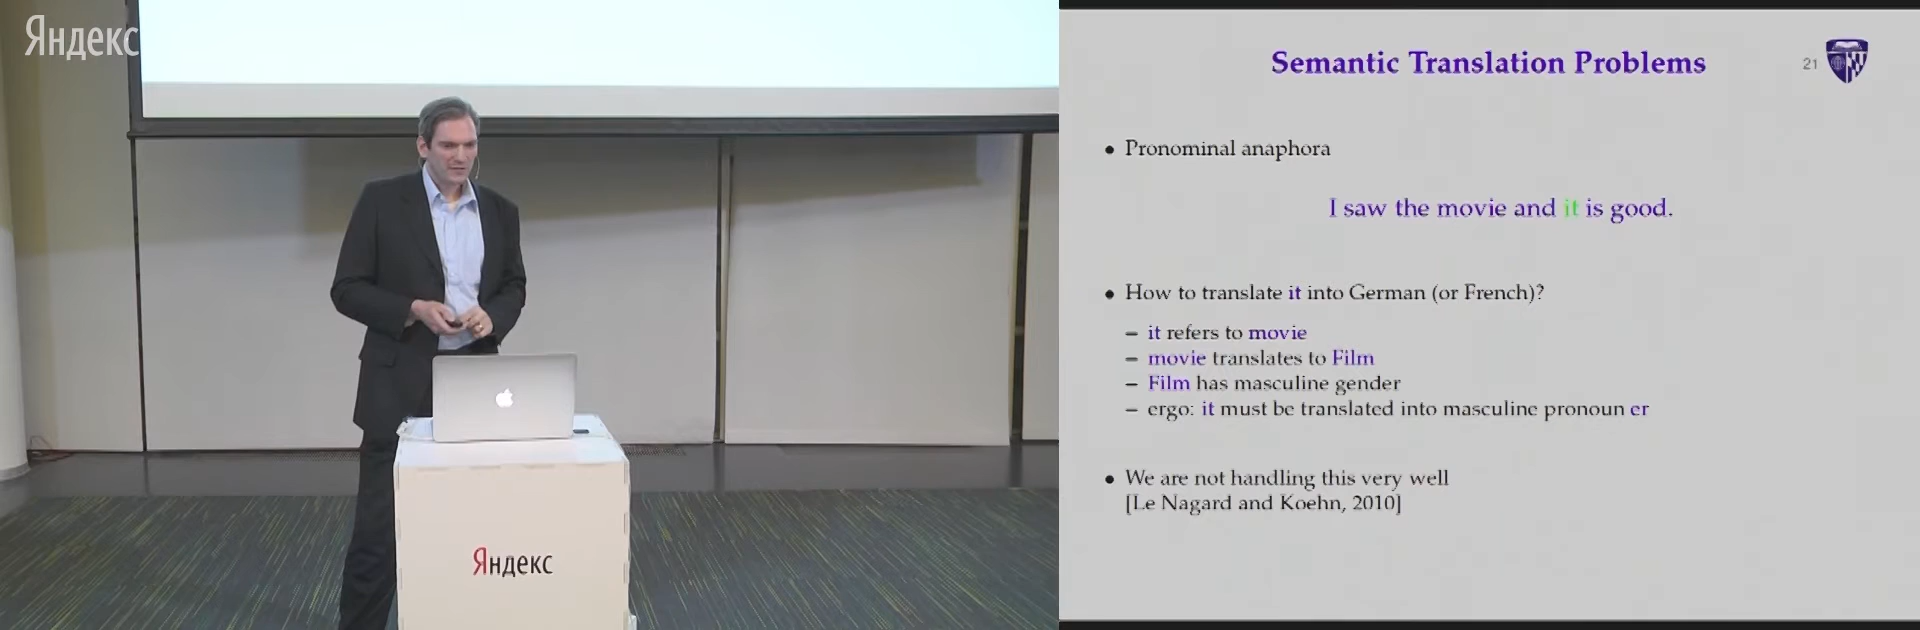 Яндекс
Яндекс
Semantic Translation Problems
21
• Pronominal anaphora
I saw the movie and it is good.
• How to translate it into German (or French)?
– it refers to movie
– movie translates to Film
– Film has masculine gender
– ergo: it must be translated into masculine pronoun er
• We are not handling this very well
[Le Nagard and Koehn, 2010]